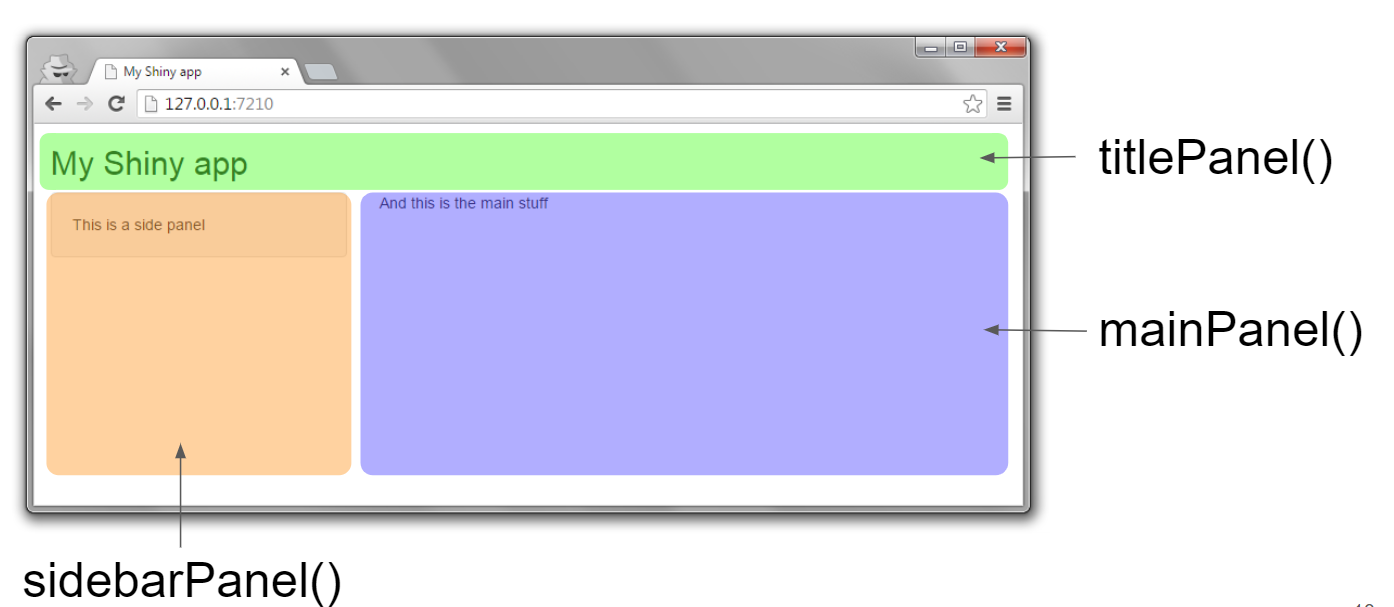 My Shiny app
127.0.0.1:7210
My Shiny app
titlePanel()
And this is the main stuff
This is a side panel
mainPanel()
sidebarPanel()